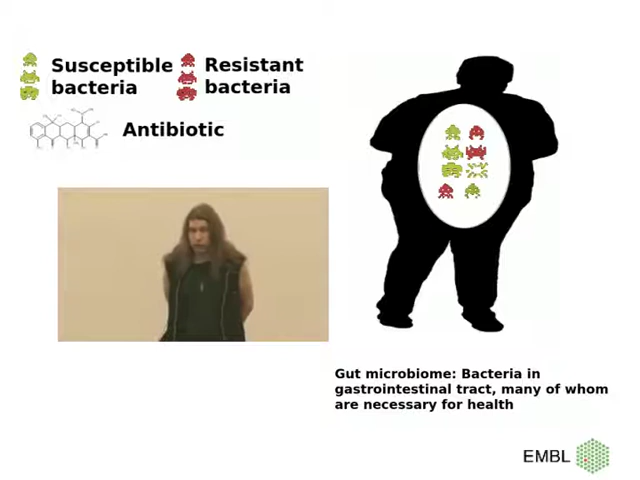 Susceptible
bacteria
Resistant
bacteria
Antibiotic
Gut microbiome: Bacteria in
gastrointestinal tract, many of whom
are necessary for health
EMBL